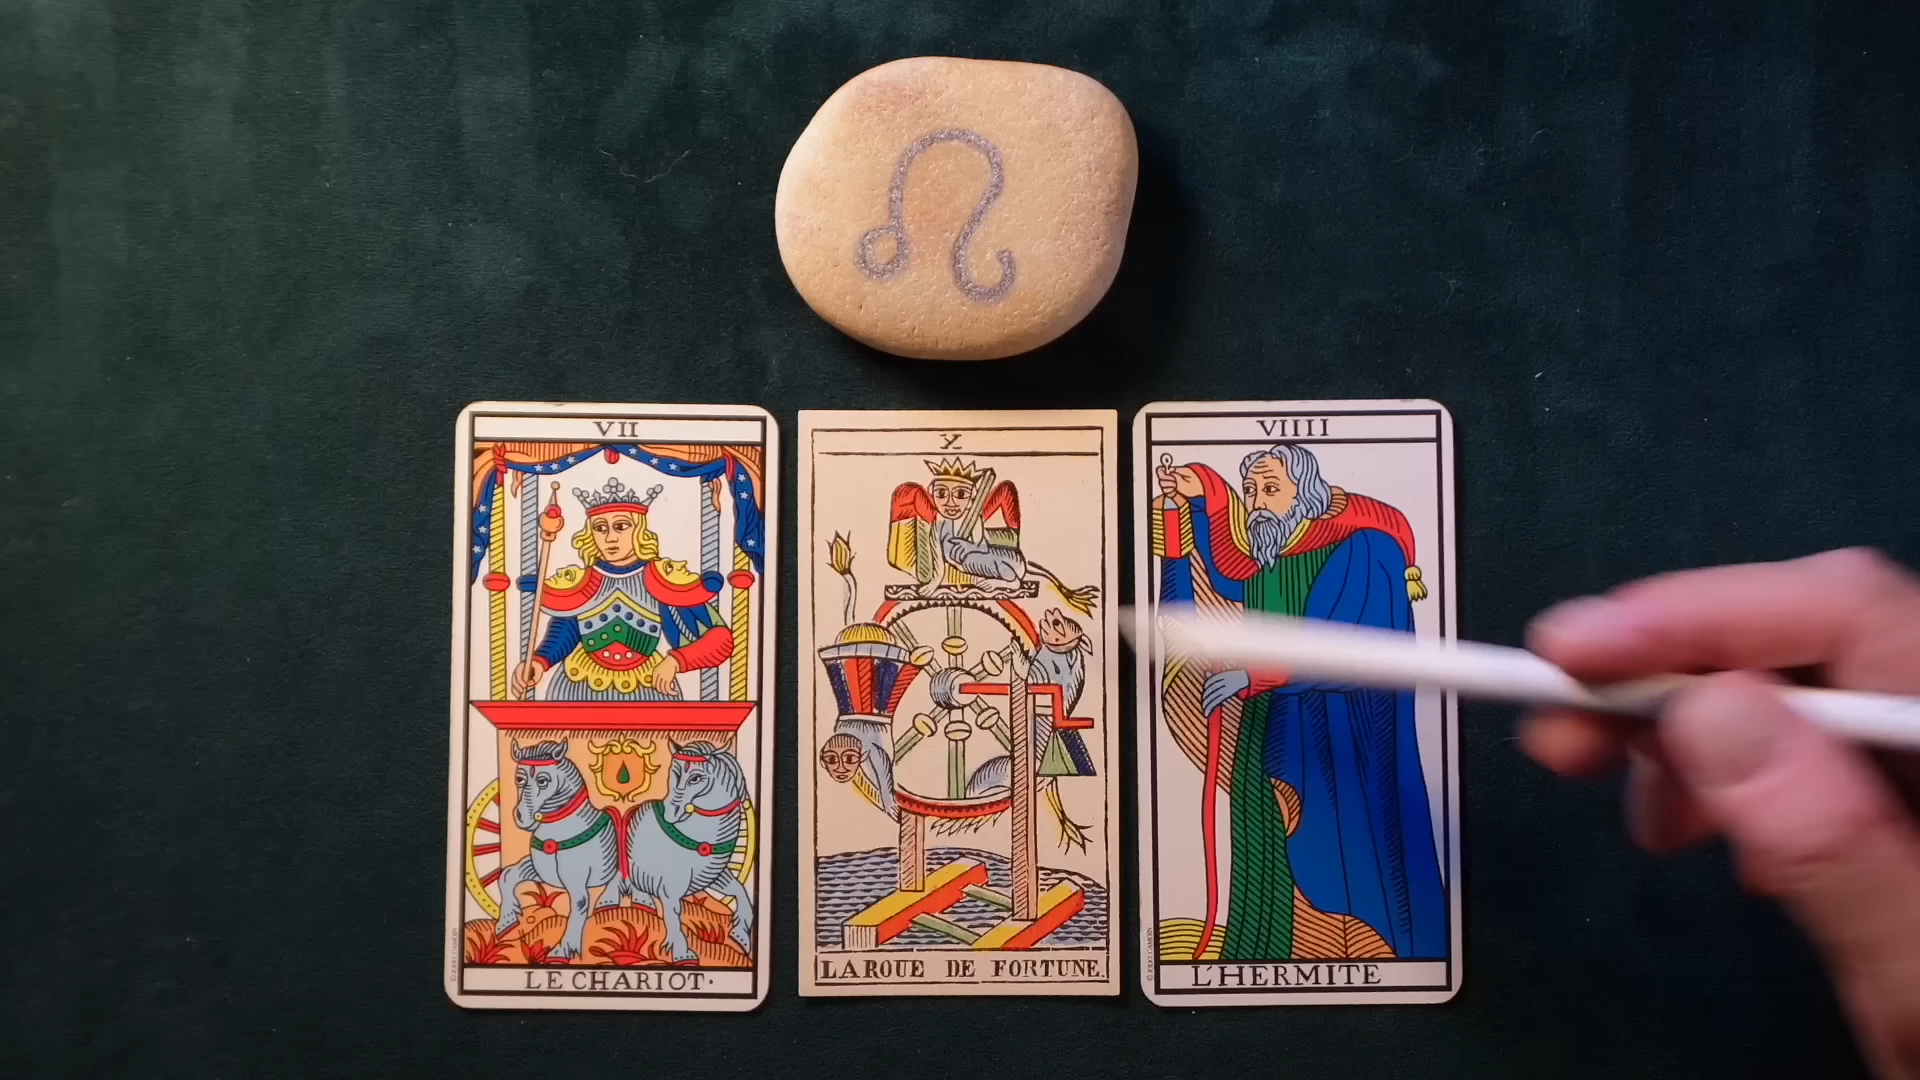 VII
LE CHARIOT·
X
LA ROUE DE FORTUNE.
VIIII
L'HERMITE